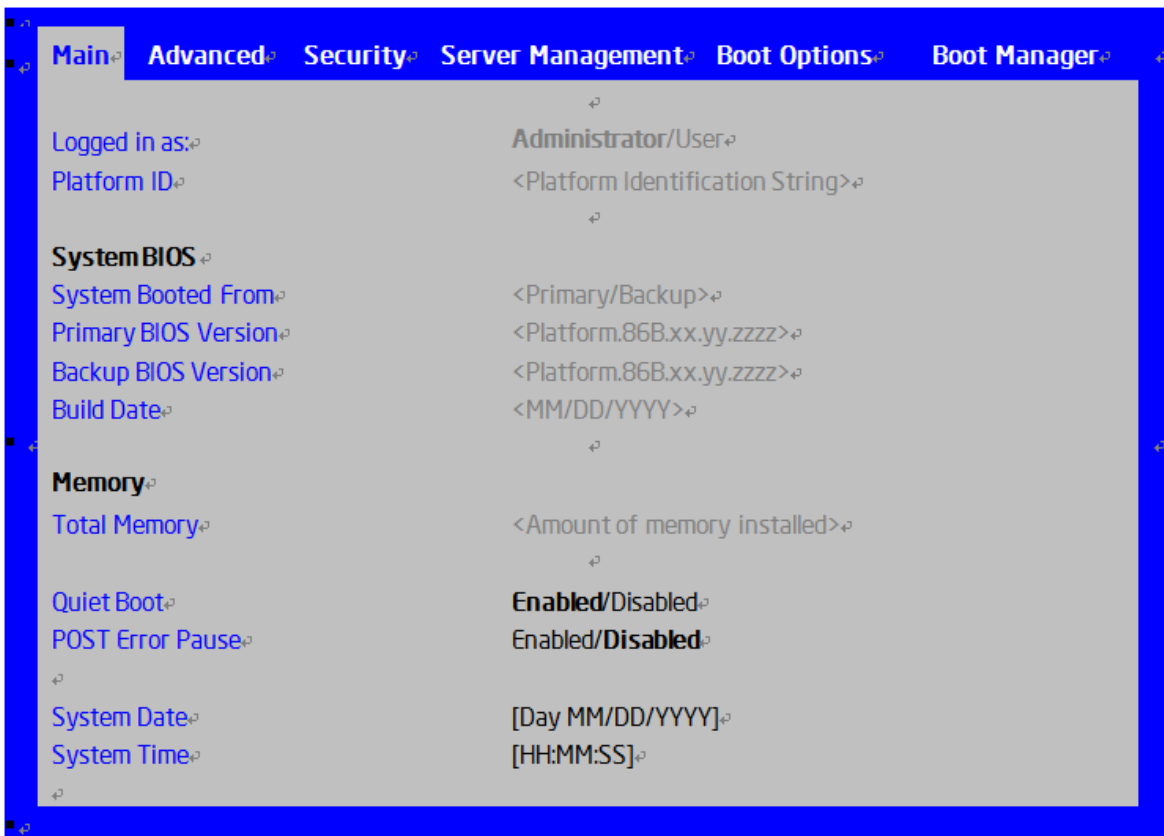 Main Advanced Security Server Management Boot Options Boot Manager
Logged in as: Administrator/User
Platform ID <Platform Identification String>
System BIOS
System Booted From <Primary/Backup>
Primary BIOS Version <Platform.86B.xx.yy.zzzz>
Backup BIOS Version <Platform.86B.xx.yy.zzzz>
Build Date <MM/DD/YYYY>
Memory
Total Memory <Amount of memory installed>
Quiet Boot Enabled/Disabled
POST Error Pause Enabled/Disabled
System Date [Day MM/DD/YYYY]
System Time [HH:MM:SS]